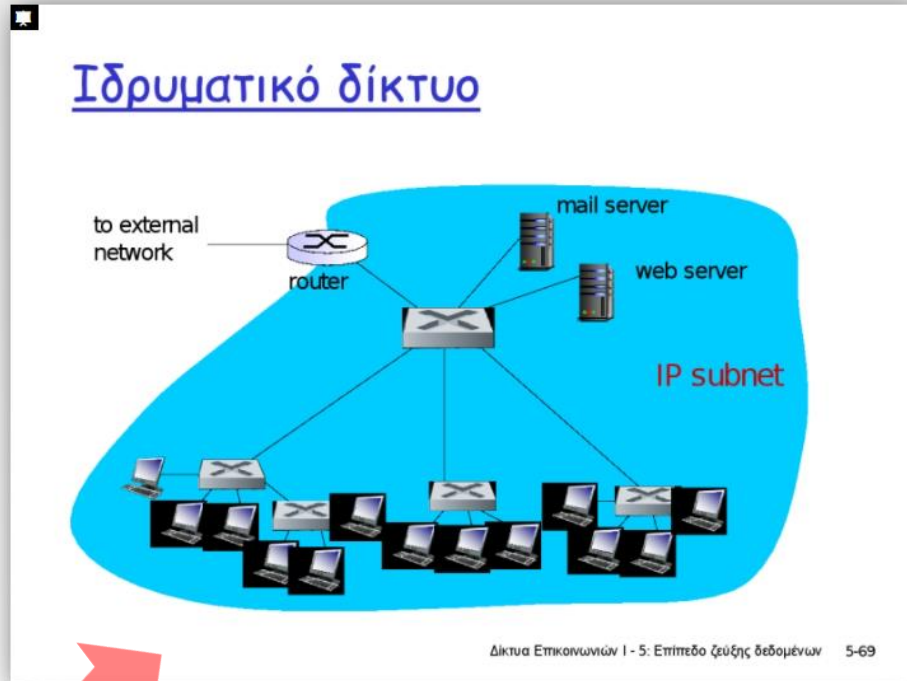 Ιδρυματικό δίκτυο
to external
network
router
mail server
web server
IP subnet
Δίκτυα Επικοινωνιών Ι - 5: Επίπεδο ζεύξης δεδομένων 5-69